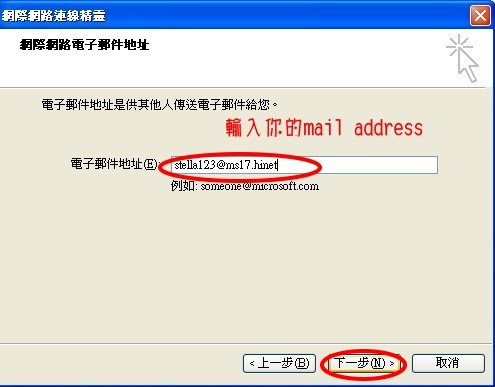 網際網路連線精靈
網際網路電子郵件地址
電子郵件地址是供其他人傳送電子郵件給您。
輸入你的mail address
電子郵件地址(E): stella123@ms17.hinet
例如: someone@microsoft.com
< 上一步(B) 下一步(N) > 取消